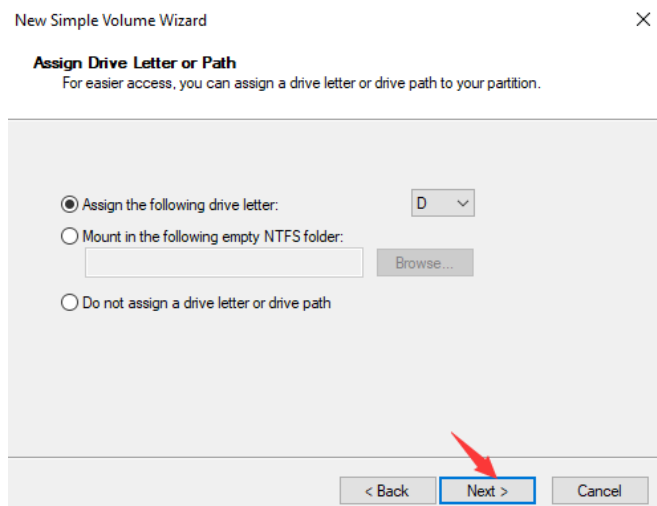 New Simple Volume Wizard
Assign Drive Letter or Path
For easier access, you can assign a drive letter or drive path to your partition.
Assign the following drive letter: D
Mount in the following empty NTFS folder:
Browse...
Do not assign a drive letter or drive path
< Back Next > Cancel